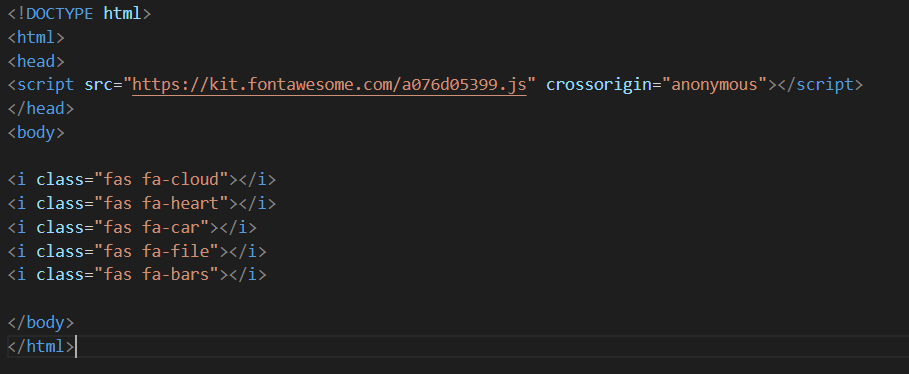 <!DOCTYPE html>
<html>
<head>
<script src="https://kit.fontawesome.com/a076d05399.js" crossorigin="anonymous"></script>
</head>
<body>
<i class="fas fa-cloud"></i>
<i class="fas fa-heart"></i>
<i class="fas fa-car"></i>
<i class="fas fa-file"></i>
<i class="fas fa-bars"></i>
</body>
</html>